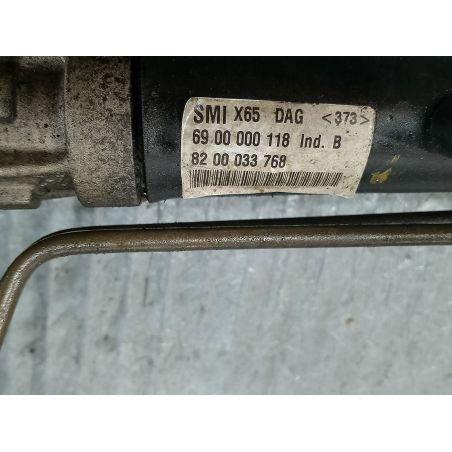 SMI X65 DAG <373>
69 00 000 118 Ind. B
82 00 033 768